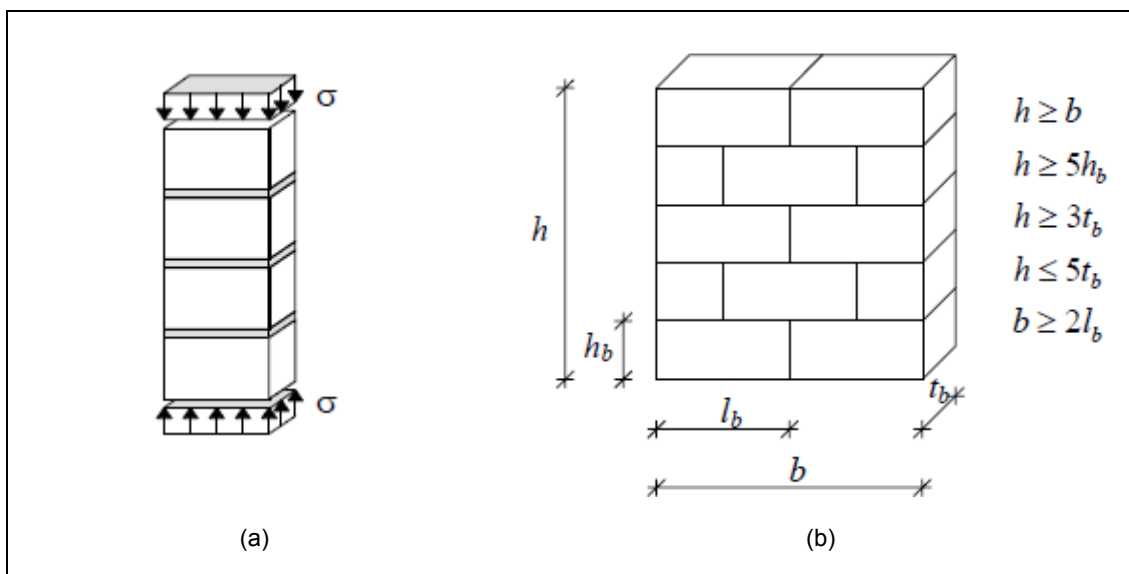 σ
σ
(a)
h
h_b
l_b
b
t_b
h ≥ b
h ≥ 5h_b
h ≥ 3t_b
h ≤ 5t_b
b ≥ 2l_b
(b)